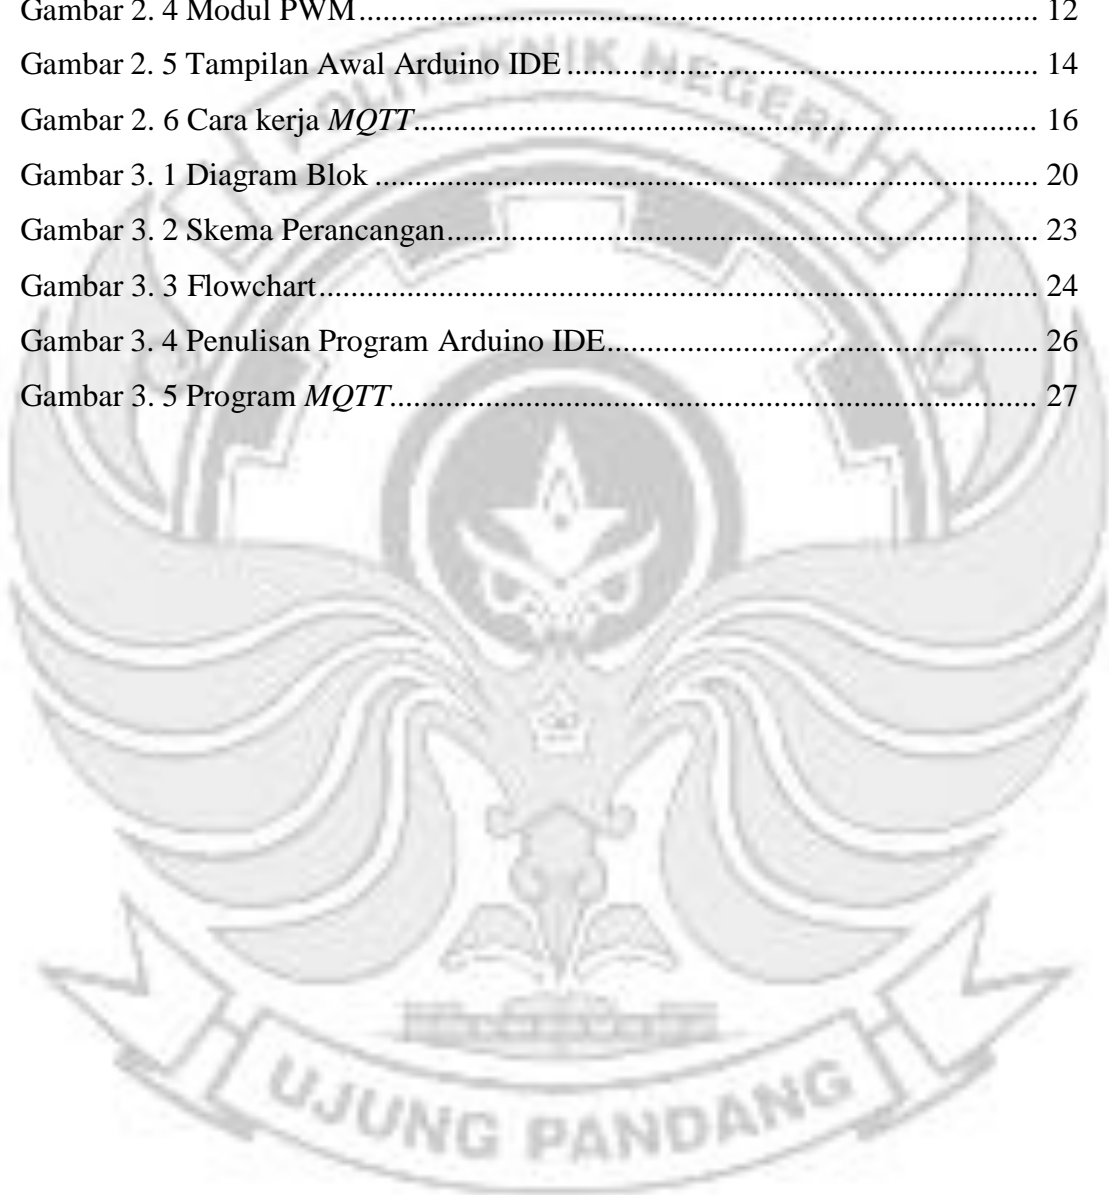 Gambar 2. 4 Modul PWM.......................................................................................... 12
Gambar 2. 5 Tampilan Awal Arduino IDE............................................................ 14
Gambar 2. 6 Cara kerja MQTT............................................................................... 16
Gambar 3. 1 Diagram Blok .................................................................................... 20
Gambar 3. 2 Skema Perancangan........................................................................... 23
Gambar 3. 3 Flowchart........................................................................................... 24
Gambar 3. 4 Penulisan Program Arduino IDE....................................................... 26
Gambar 3. 5 Program MQTT.................................................................................. 27
POLITEKNIK NEGERI
UJUNG PANDANG